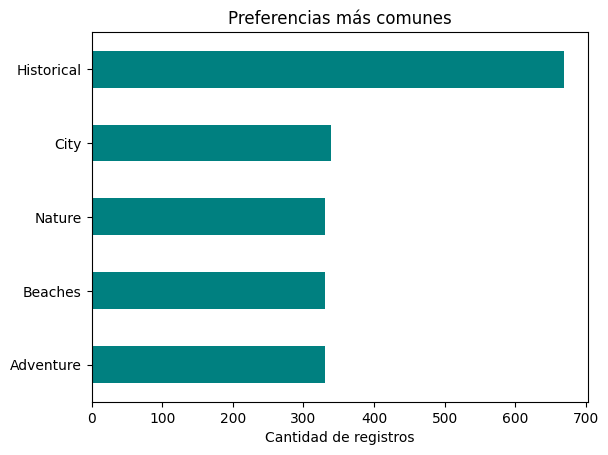 Preferencias más comunes
Historical
City
Nature
Beaches
Adventure
0 100 200 300 400 500 600 700
Cantidad de registros